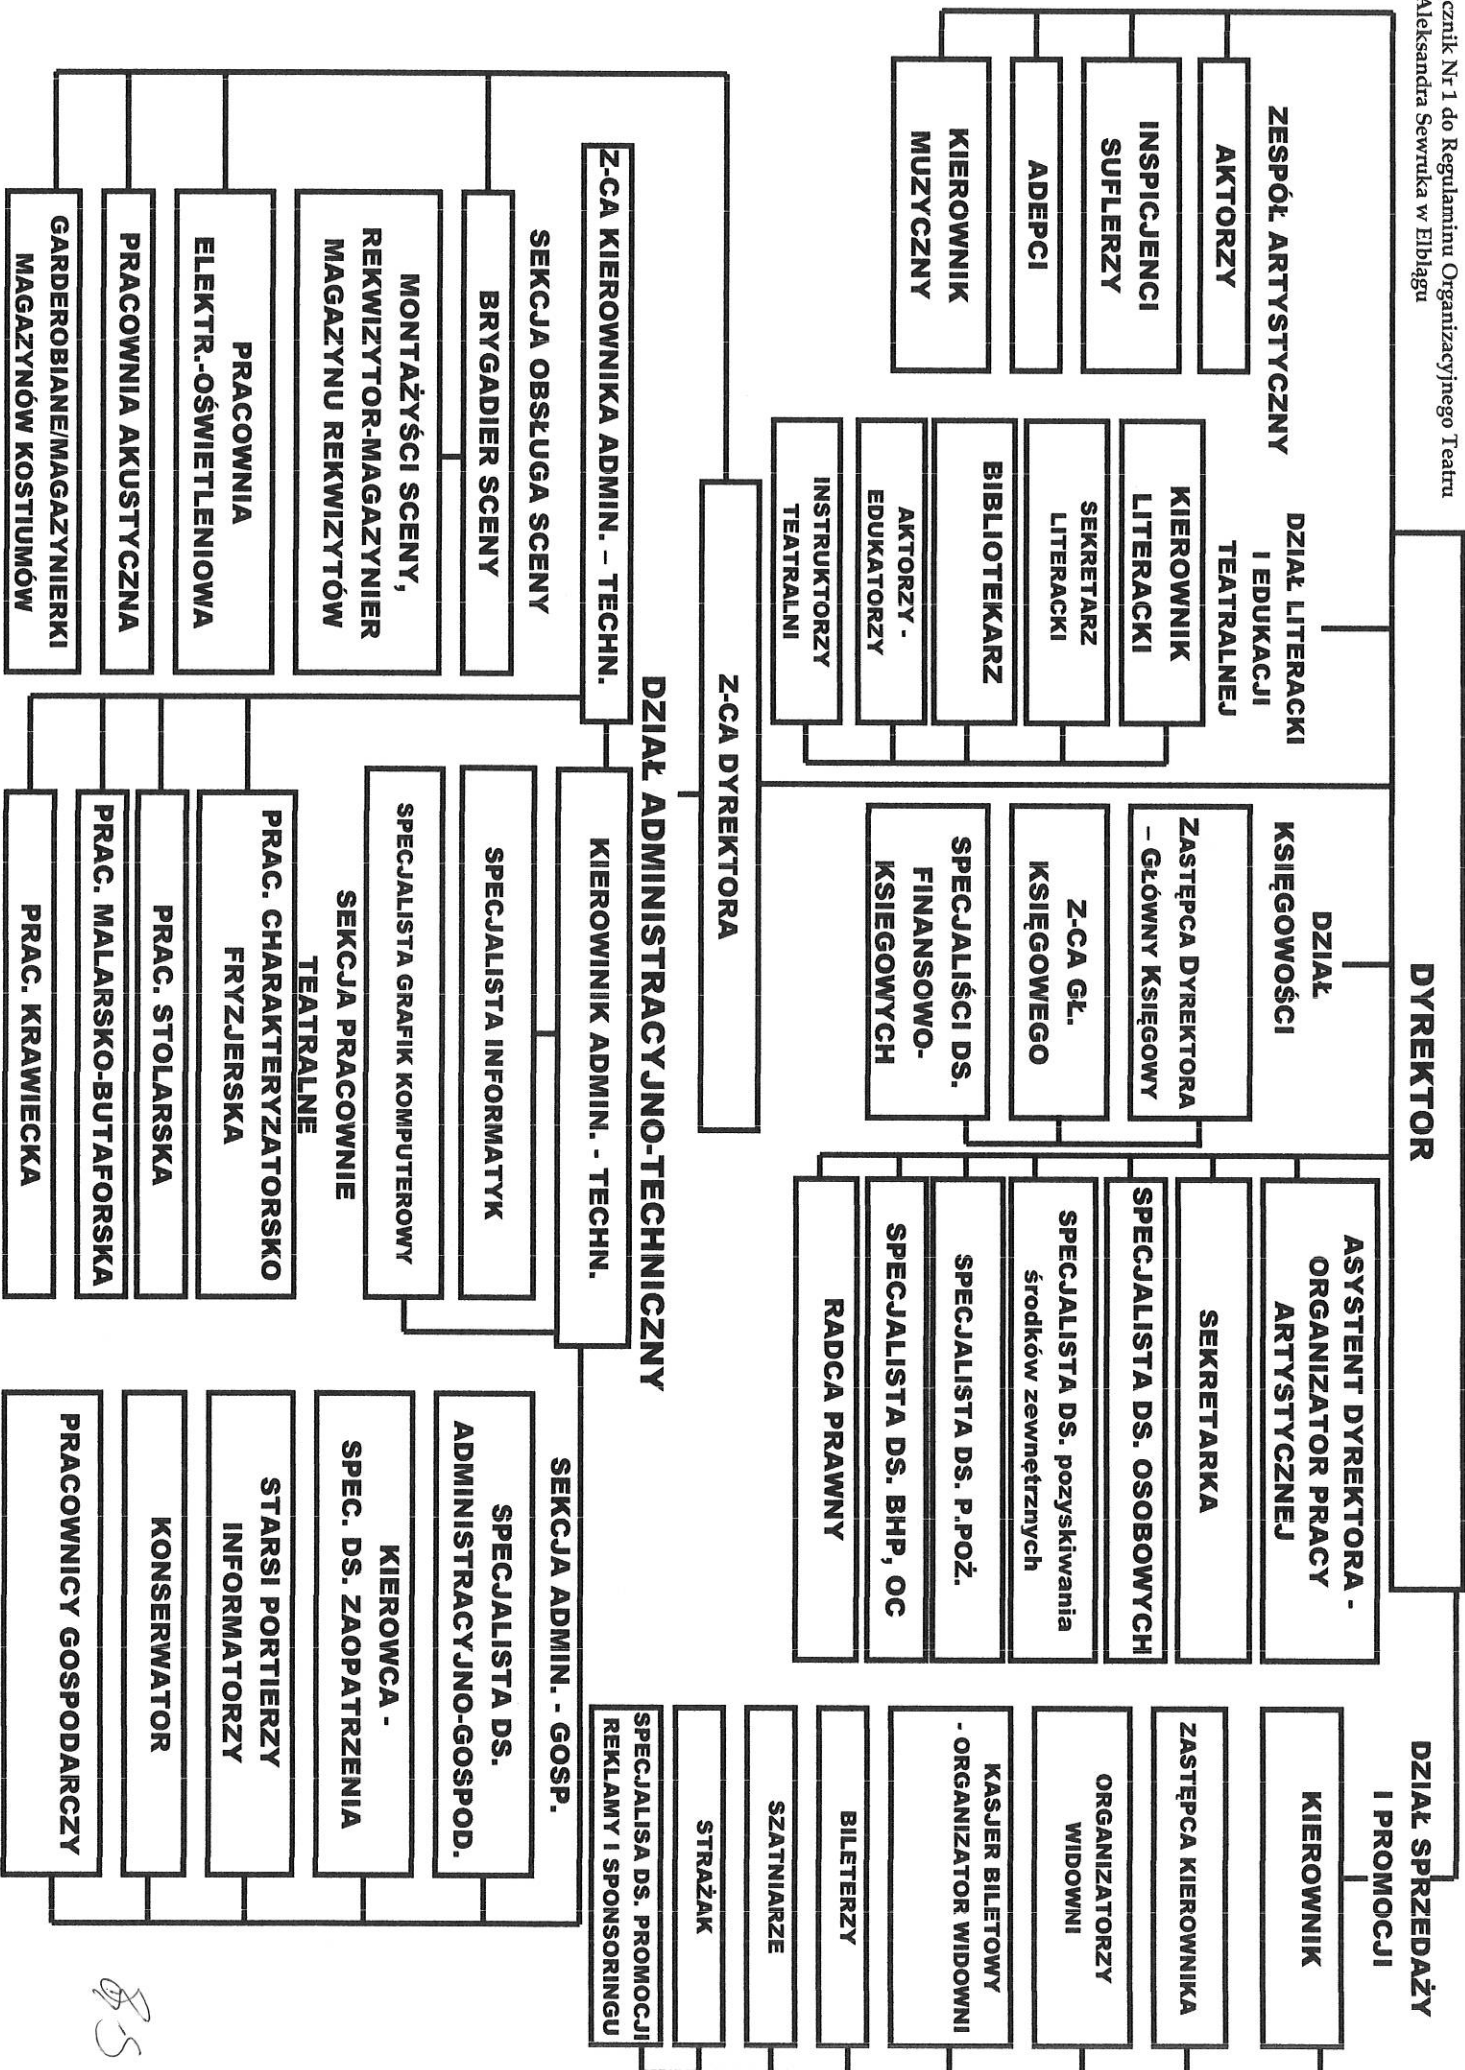 cznik Nr 1 do Regulaminu Organizacyjnego Teatru
Aleksandra Sewruka w Elblągu
DYREKTOR
ZESPÓŁ ARTYSTYCZNY
AKTORZY
INSPICJENCI
SUFLERZY
ADEPCI
KIEROWNIK
MUZYCZNY
DZIAŁ LITERACKI
I EDUKACJI
TEATRALNEJ
KIEROWNIK
LITERACKI
SEKRETARZ
LITERACKI
BIBLIOTEKARZ
AKTORZY -
EDUKATORZY
INSTRUKTORZY
TEATRALNI
DZIAŁ
KSIĘGOWOŚCI
ZASTĘPCA DYREKTORA
– GŁÓWNY KSIĘGOWY
Z-CA GŁ.
KSIĘGOWEGO
SPECJALIŚCI DS.
FINANSOWO-
KSIEGOWYCH
ASYSTENT DYREKTORA -
ORGANIZATOR PRACY
ARTYSTYCZNEJ
SEKRETARKA
SPECJALISTA DS. OSOBOWYCH
SPECJALISTA DS. pozyskiwania
środków zewnętrznych
SPECJALISTA DS. P.POŻ.
SPECJALISTA DS. BHP, OC
RADCA PRAWNY
DZIAŁ SPRZEDAŻY
I PROMOCJI
KIEROWNIK
ZASTĘPCA KIEROWNIKA
ORGANIZATORZY
WIDOWNI
KASJER BILETOWY
- ORGANIZATOR WIDOWNI
BILETERZY
SZATNIARZE
STRAŻAK
SPECJALISA DS. PROMOCJI
REKLAMY I SPONSORINGU
Z-CA DYREKTORA
DZIAŁ ADMINISTRACYJNO-TECHNICZNY
Z-CA KIEROWNIKA ADMIN. – TECHN.
KIEROWINIK ADMIN. - TECHN.
SEKCJA OBSŁUGA SCENY
BRYGADIER SCENY
MONTAŻYŚCI SCENY,
REKWIZYTOR-MAGAZYNIER
MAGAZYNU REKWIZYTÓW
PRACOWNIA
ELEKTR.-OŚWIETLENIOWA
PRACOWNIA AKUSTYCZNA
GARDEROBIANE/MAGAZYNIERKI
MAGAZYNÓW KOSTIUMÓW
SPECJALISTA INFORMATYK
SPECJALISTA GRAFIK KOMPUTEROWY
SEKCJA PRACOWNIE
TEATRALNE
PRAC. CHARAKTERYZATORSKO
FRYZJERSKA
PRAC. STOLARSKA
PRAC. MALARSKO-BUTAFORSKA
PRAC. KRAWIECKA
SEKCJA ADMIN. - GOSP.
SPECJALISTA DS.
ADMINISTRACYJNO-GOSPOD.
KIEROWCA -
SPEC. DS. ZAOPATRZENIA
STARSI PORTIERZY
INFORMATORZY
KONSERWATOR
PRACOWNICY GOSPODARCZY